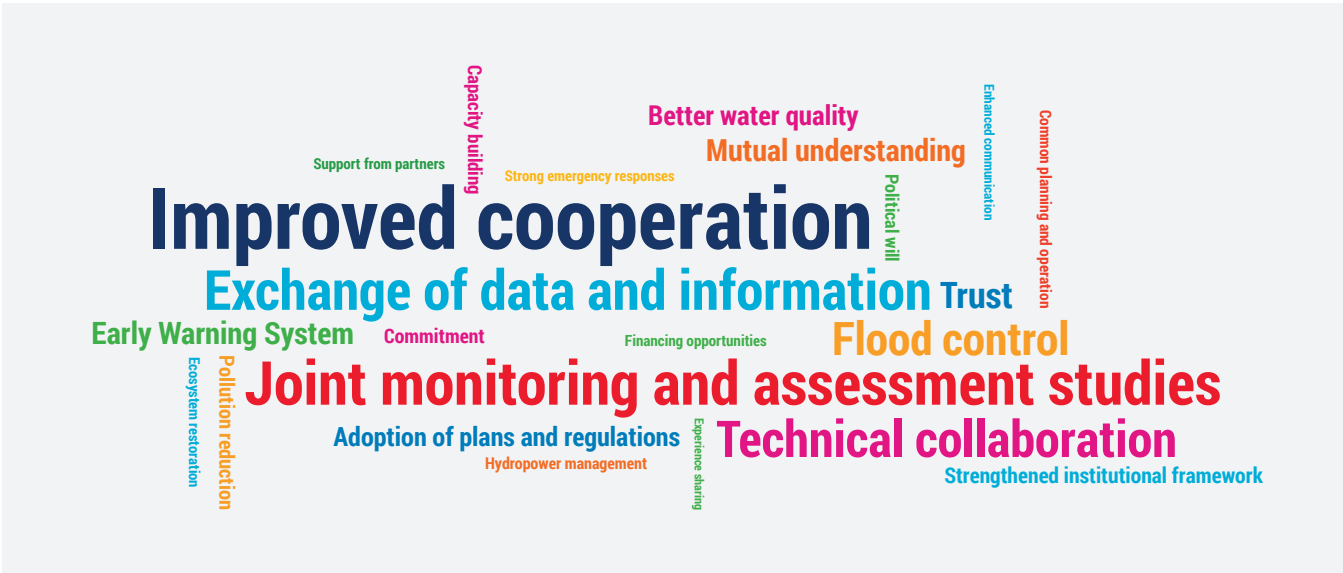 Capacity building
Better water quality
Enhanced communication
Common planning and operation
Mutual understanding
Support from partners
Strong emergency responses
Political will
Improved cooperation
Exchange of data and information
Trust
Early Warning System
Commitment
Financing opportunities
Flood control
Ecosystem restoration
Pollution reduction
Joint monitoring and assessment studies
Adoption of plans and regulations
Experience sharing
Technical collaboration
Hydropower management
Strengthened institutional framework